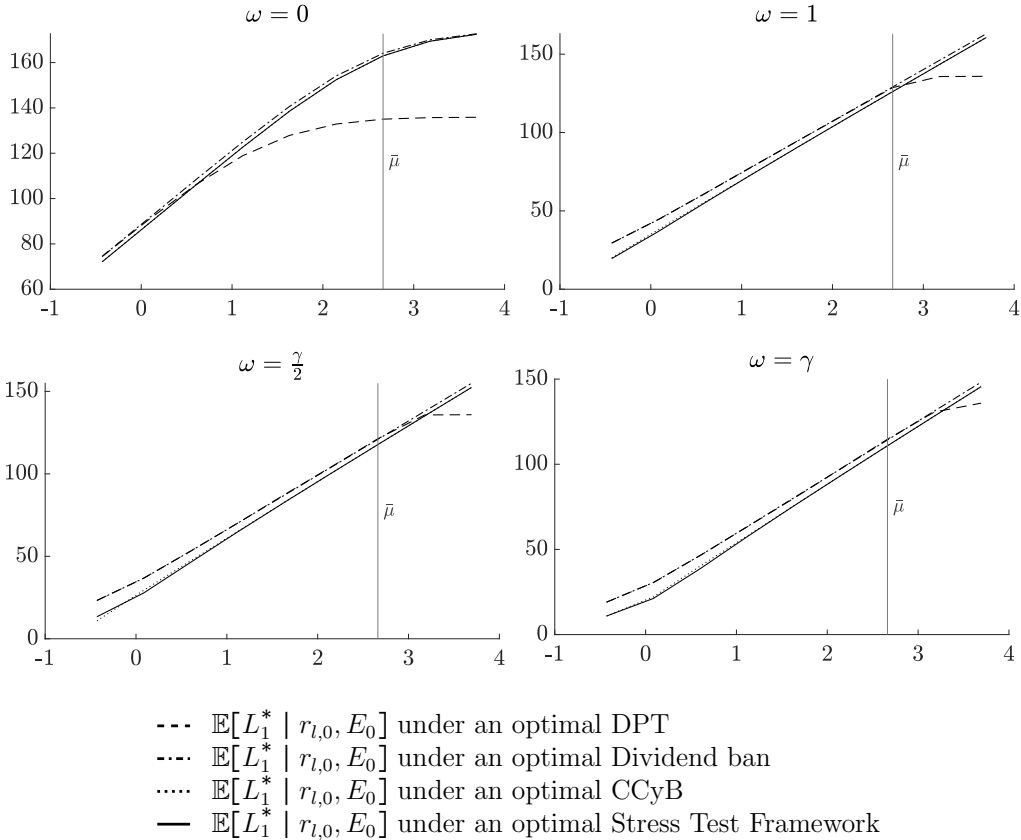 ω = 0
160
140
120
100
80
60
-1 0 1 2 3 4
μ̄
ω = 1
150
100
50
0
-1 0 1 2 3 4
μ̄
ω = γ/2
150
100
50
0
-1 0 1 2 3 4
μ̄
ω = γ
150
100
50
0
-1 0 1 2 3 4
μ̄
𝔼[L₁* | r_{l,0}, E₀] under an optimal DPT
𝔼[L₁* | r_{l,0}, E₀] under an optimal Dividend ban
𝔼[L₁* | r_{l,0}, E₀] under an optimal CCyB
𝔼[L₁* | r_{l,0}, E₀] under an optimal Stress Test Framework